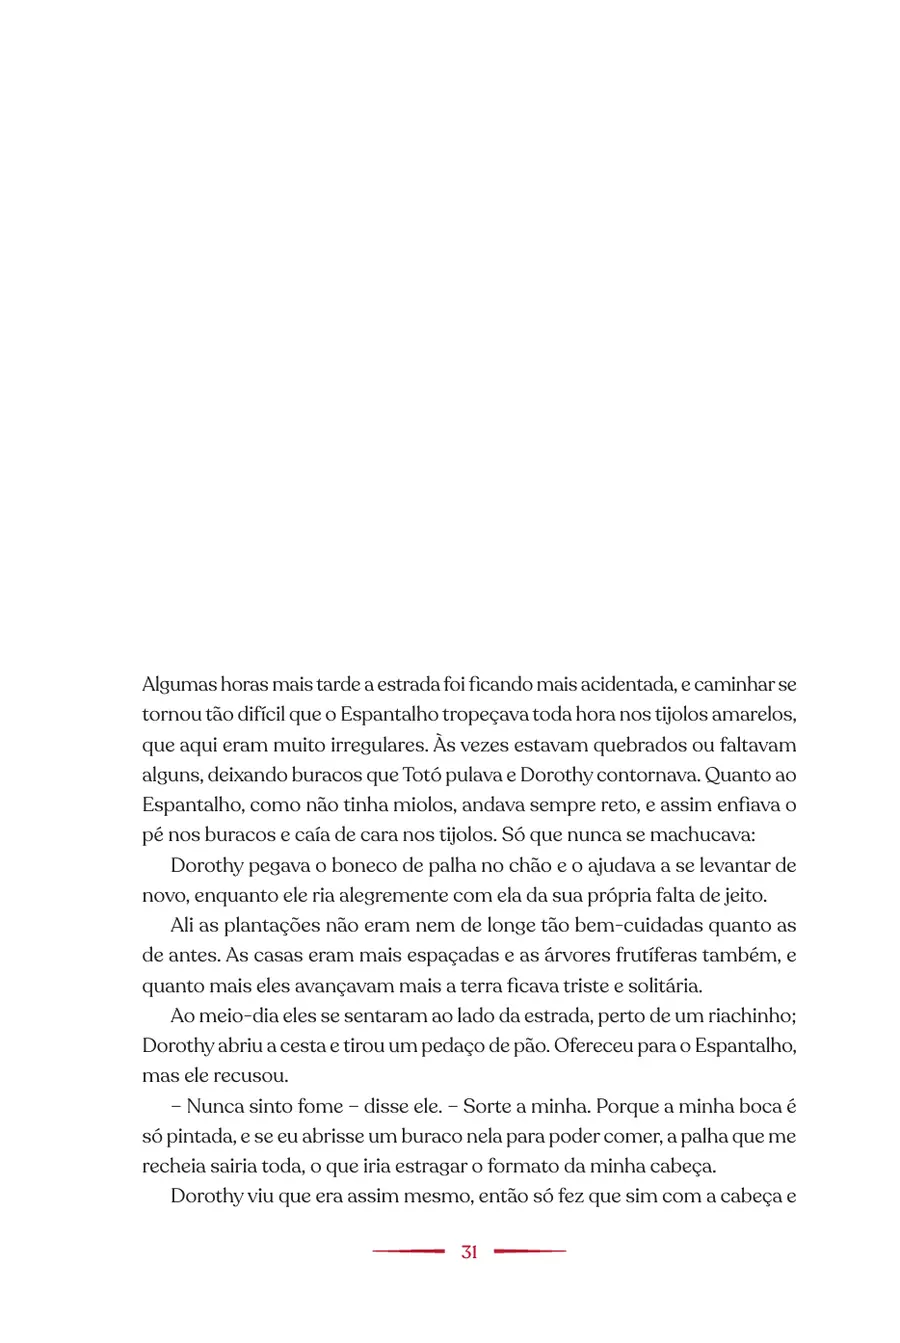 Algumas horas mais tarde a estrada foi ficando mais acidentada, e caminhar se
tornou tão difícil que o Espantalho tropeçava toda hora nos tijolos amarelos,
que aqui eram muito irregulares. Às vezes estavam quebrados ou faltavam
alguns, deixando buracos que Totó pulava e Dorothy contornava. Quanto ao
Espantalho, como não tinha miolos, andava sempre reto, e assim enfiava o
pé nos buracos e caía de cara nos tijolos. Só que nunca se machucava:
Dorothy pegava o boneco de palha no chão e o ajudava a se levantar de
novo, enquanto ele ria alegremente com ela da sua própria falta de jeito.
Ali as plantações não eram nem de longe tão bem-cuidadas quanto as
de antes. As casas eram mais espaçadas e as árvores frutíferas também, e
quanto mais eles avançavam mais a terra ficava triste e solitária.
Ao meio-dia eles se sentaram ao lado da estrada, perto de um riachinho;
Dorothy abriu a cesta e tirou um pedaço de pão. Ofereceu para o Espantalho,
mas ele recusou.
– Nunca sinto fome – disse ele. – Sorte a minha. Porque a minha boca é
só pintada, e se eu abrisse um buraco nela para poder comer, a palha que me
recheia sairia toda, o que iria estragar o formato da minha cabeça.
Dorothy viu que era assim mesmo, então só fez que sim com a cabeça e
31